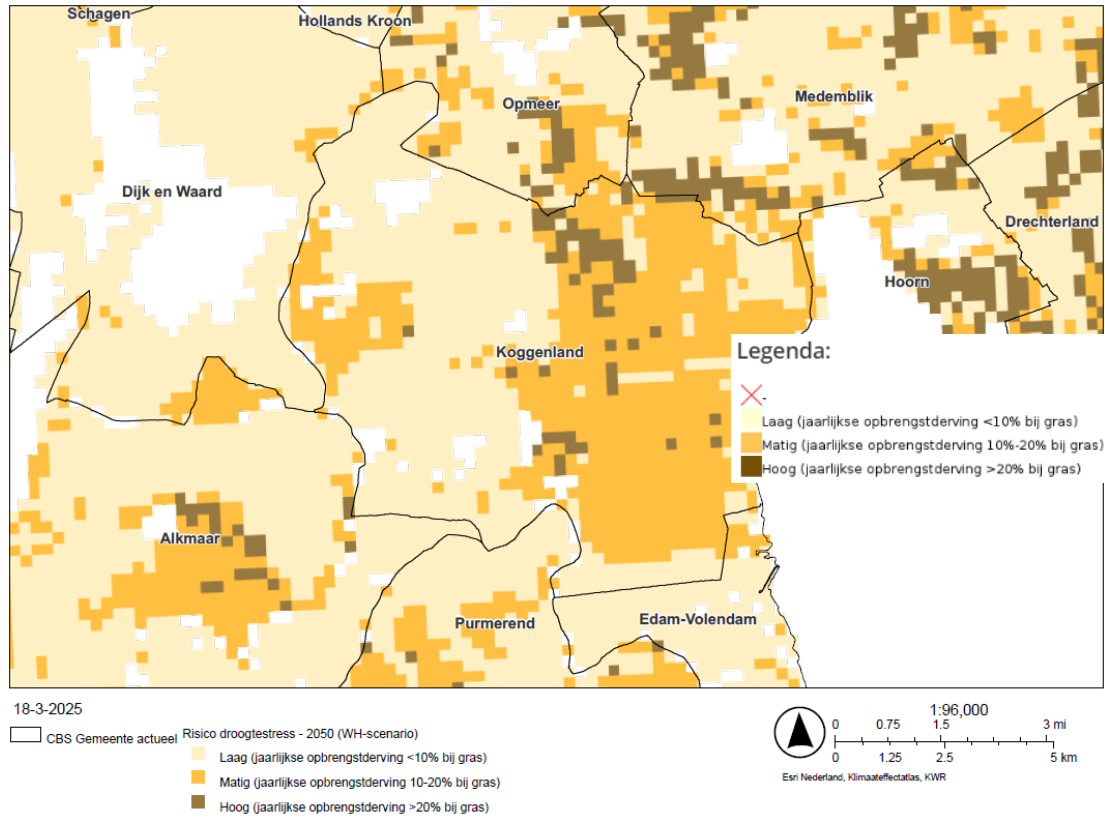 Schagen
Hollands Kroon
Opmeer
Medemblik
Dijk en Waard
Drechterland
Hoorn
Koggenland
Legenda:
-
Laag (jaarlijkse opbrengstderving <10% bij gras)
Matig (jaarlijkse opbrengstderving 10%-20% bij gras)
Hoog (jaarlijkse opbrengstderving >20% bij gras)
Alkmaar
Purmerend
Edam-Volendam
18-3-2025
CBS Gemeente actueel
Risico droogtestress - 2050 (WH-scenario)
Laag (jaarlijkse opbrengstderving <10% bij gras)
Matig (jaarlijkse opbrengstderving 10-20% bij gras)
Hoog (jaarlijkse opbrengstderving >20% bij gras)
1:96,000
0 0.75 1.5 3 mi
0 1.25 2.5 5 km
Esri Nederland, Klimaateffectatlas, KWR